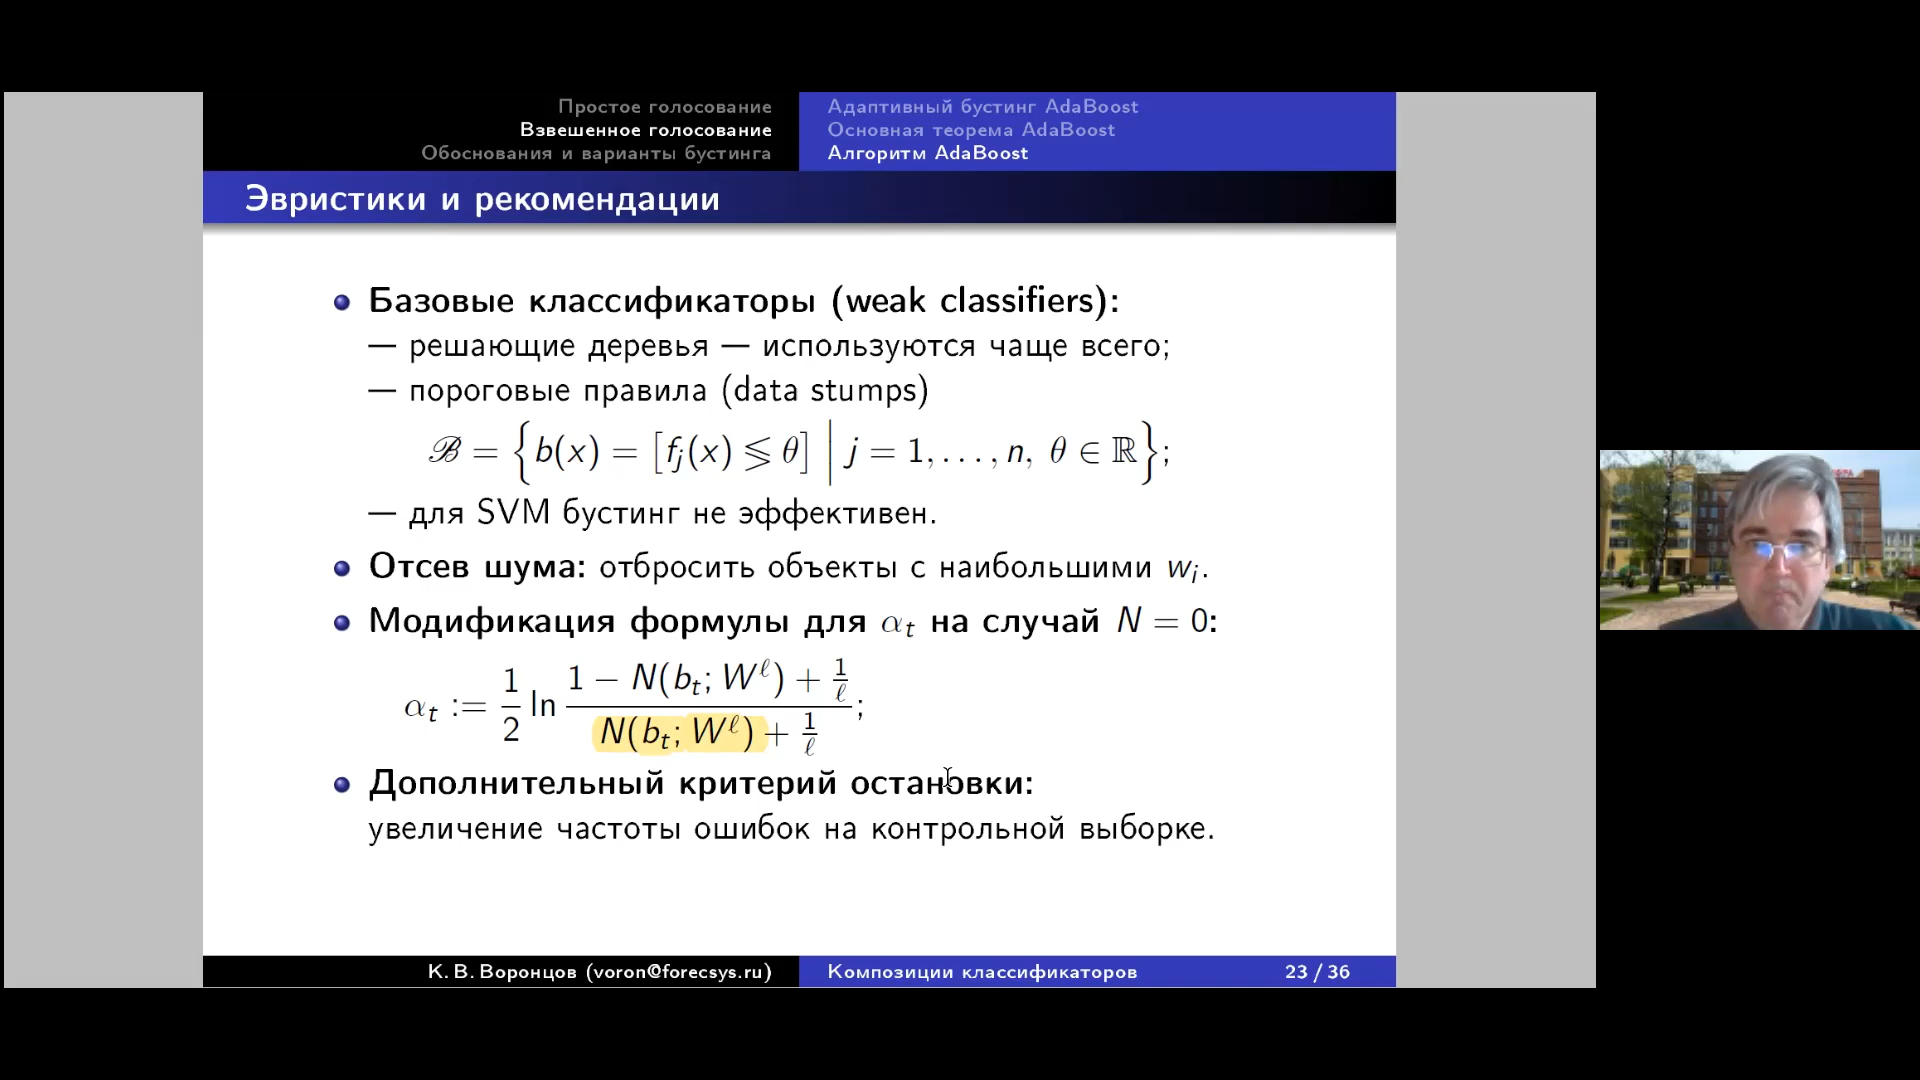 Простое голосование
Взвешенное голосование
Обоснования и варианты бустинга
Адаптивный бустинг AdaBoost
Основная теорема AdaBoost
Алгоритм AdaBoost
Эвристики и рекомендации
Базовые классификаторы (weak classifiers):
— решающие деревья — используются чаще всего;
— пороговые правила (data stumps)
ℬ = {b(x) = [f_j(x) ≶ θ] | j = 1, …, n, θ ∈ ℝ};
— для SVM бустинг не эффективен.
Отсев шума: отбросить объекты с наибольшими w_i.
Модификация формулы для α_t на случай N = 0:
α_t := 1/2 ln (1 − N(b_t; W^ℓ) + 1/ℓ) / (N(b_t; W^ℓ) + 1/ℓ);
Дополнительный критерий остановки:
увеличение частоты ошибок на контрольной выборке.
К. В. Воронцов (voron@forecsys.ru)
Композиции классификаторов
23 / 36